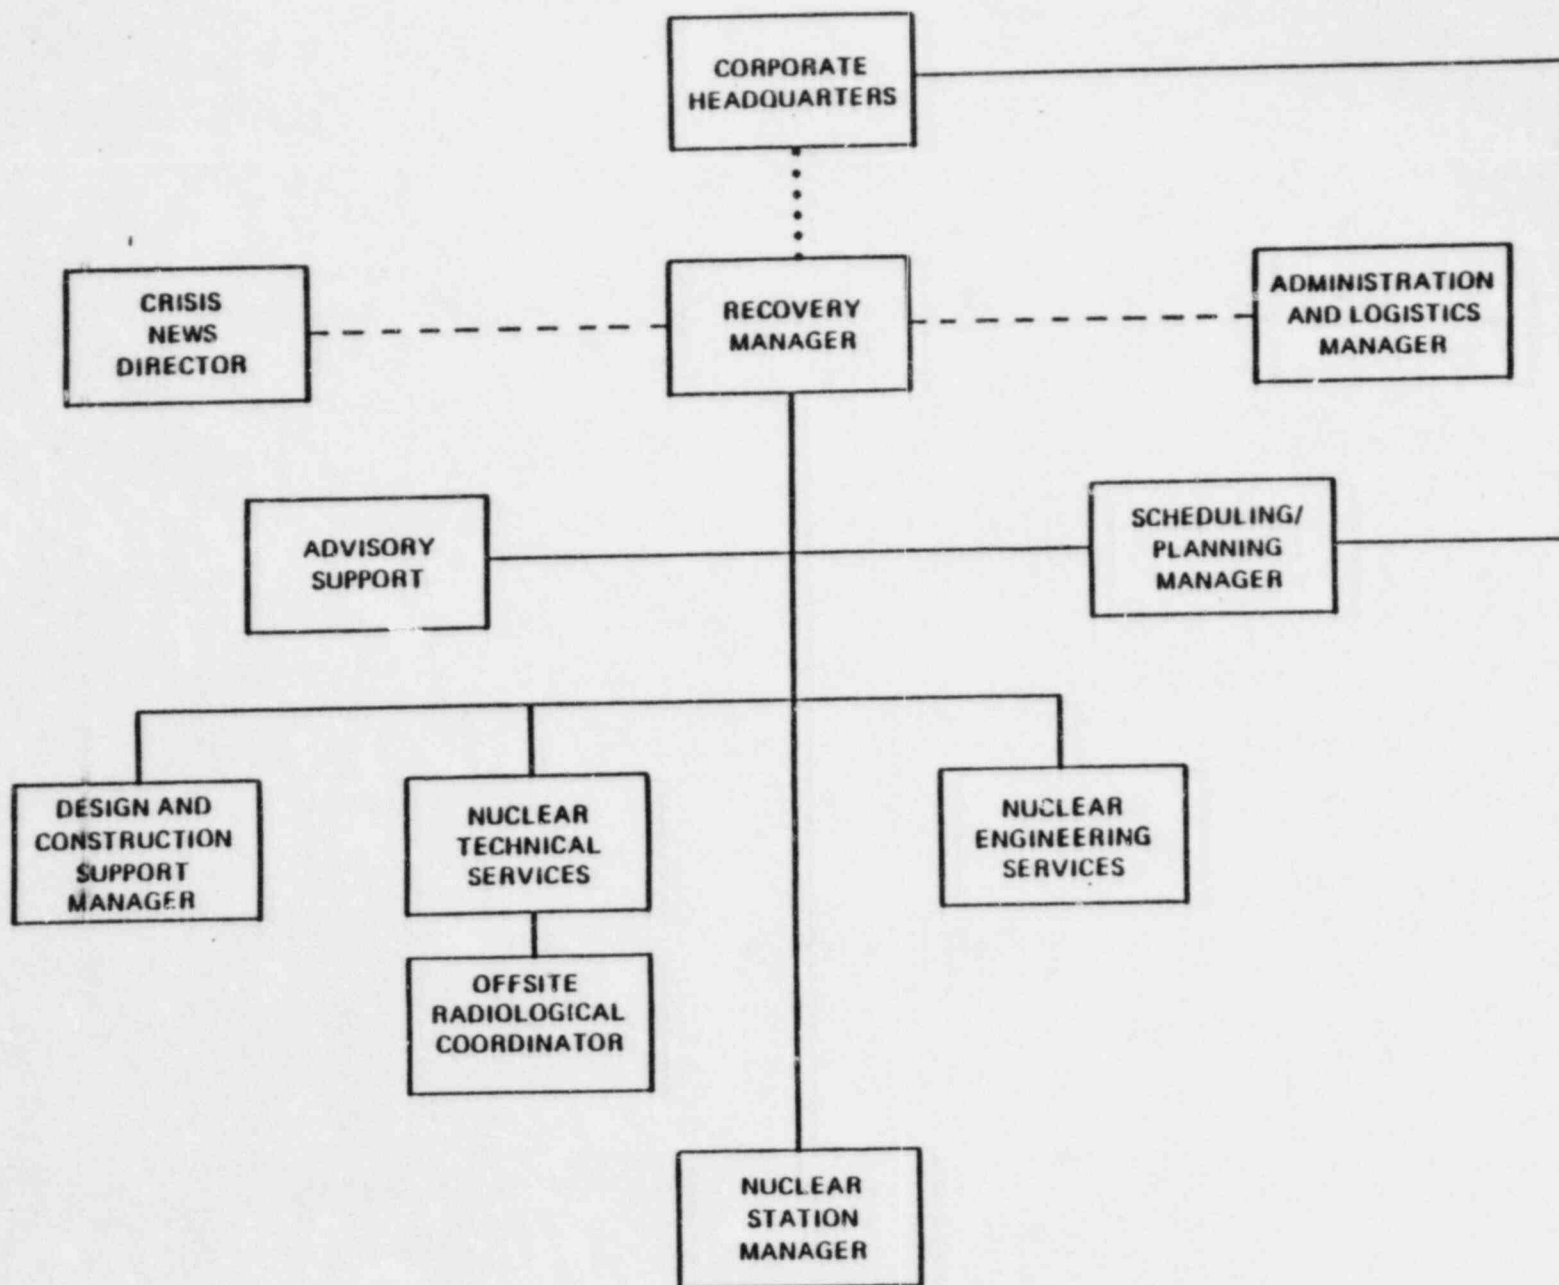 CORPORATE
HEADQUARTERS
CRISIS
NEWS
DIRECTOR
RECOVERY
MANAGER
ADMINISTRATION
AND LOGISTICS
MANAGER
ADVISORY
SUPPORT
SCHEDULING/
PLANNING
MANAGER
DESIGN AND
CONSTRUCTION
SUPPORT
MANAGER
NUCLEAR
TECHNICAL
SERVICES
NUCLEAR
ENGINEERING
SERVICES
OFFSITE
RADIOLOGICAL
COORDINATOR
NUCLEAR
STATION
MANAGER